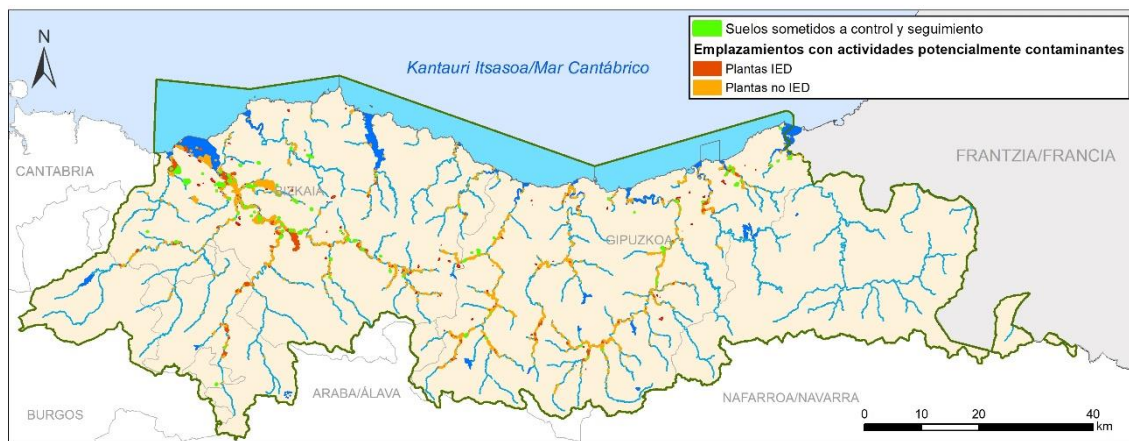 Suelos sometidos a control y seguimiento
Emplazamientos con actividades potencialmente contaminantes
Plantas IED
Plantas no IED
N
Kantauri Itsasoa/Mar Cantábrico
CANTABRIA
FRANTZIA/FRANCIA
BIZKAIA
GIPUZKOA
ARABA/ÁLAVA
NAFARROA/NAVARRA
BURGOS
0 10 20 40
km